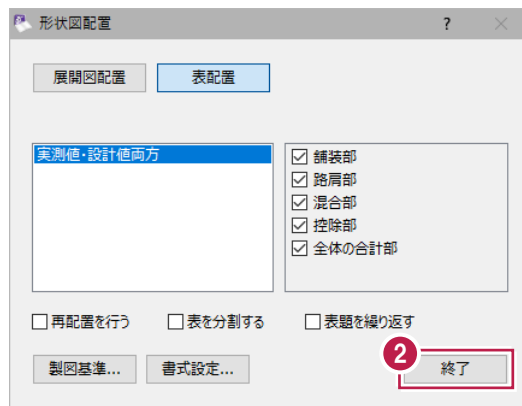 形状図配置 ?
展開図配置 表配置
実測値・設計値両方
舗装部
路肩部
混合部
控除部
全体の合計部
再配置を行う 表を分割する 表題を繰り返す
2
製図基準... 書式設定... 終了